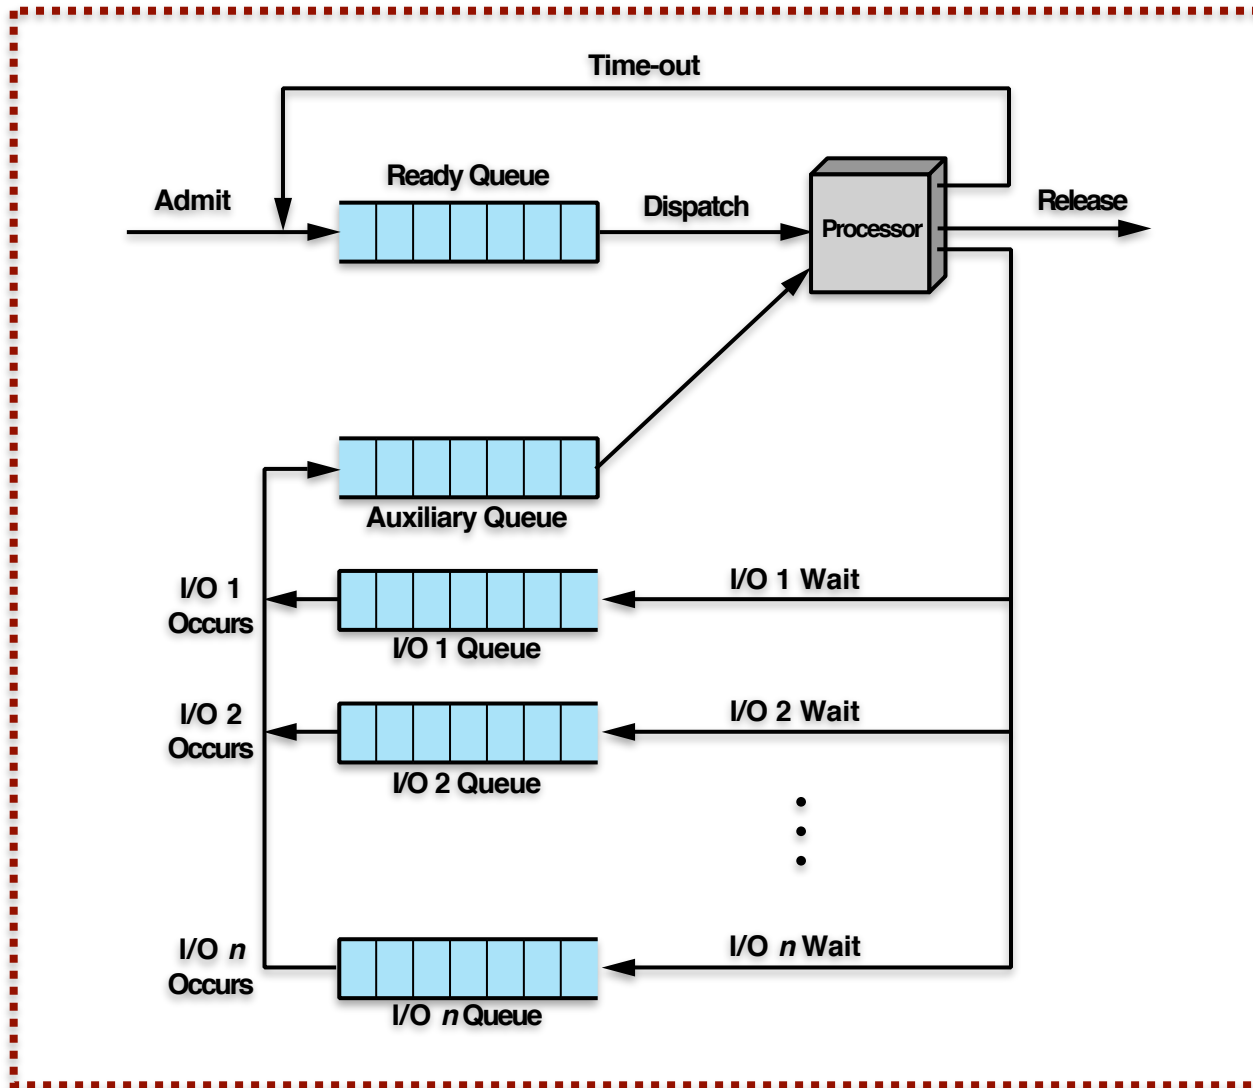 Time-out
Ready Queue
Admit
Dispatch
Release
Processor
Auxiliary Queue
I/O 1
Occurs
I/O 1 Wait
I/O 1 Queue
I/O 2
Occurs
I/O 2 Wait
I/O 2 Queue
I/O n
Occurs
I/O n Wait
I/O n Queue